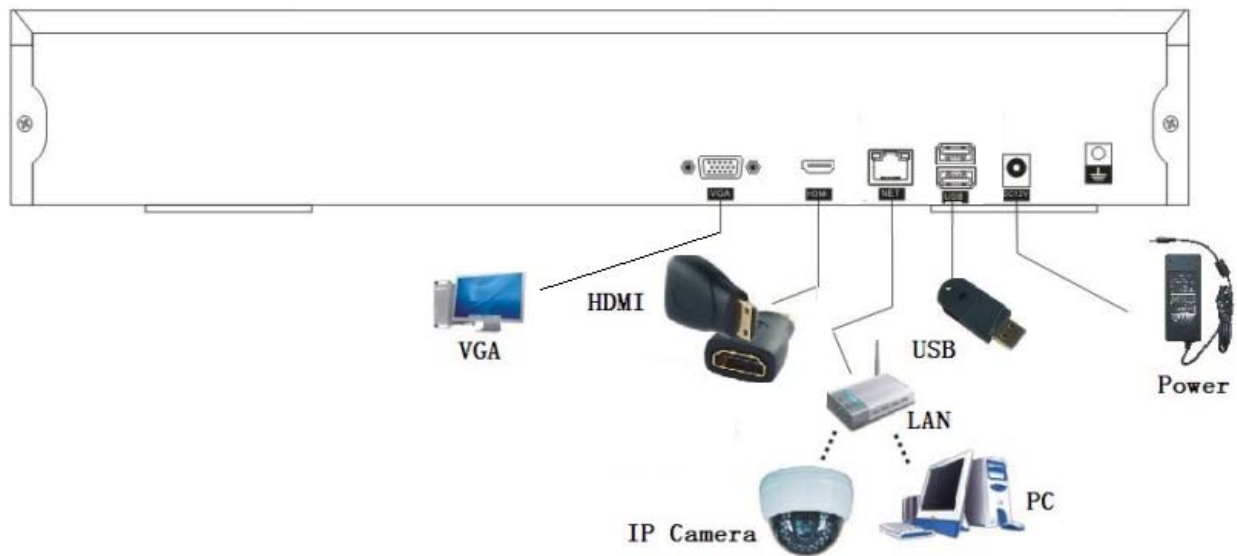 VGA
HDMI
NET
USB
DC12V
HDMI
VGA
USB
Power
LAN
PC
IP Camera